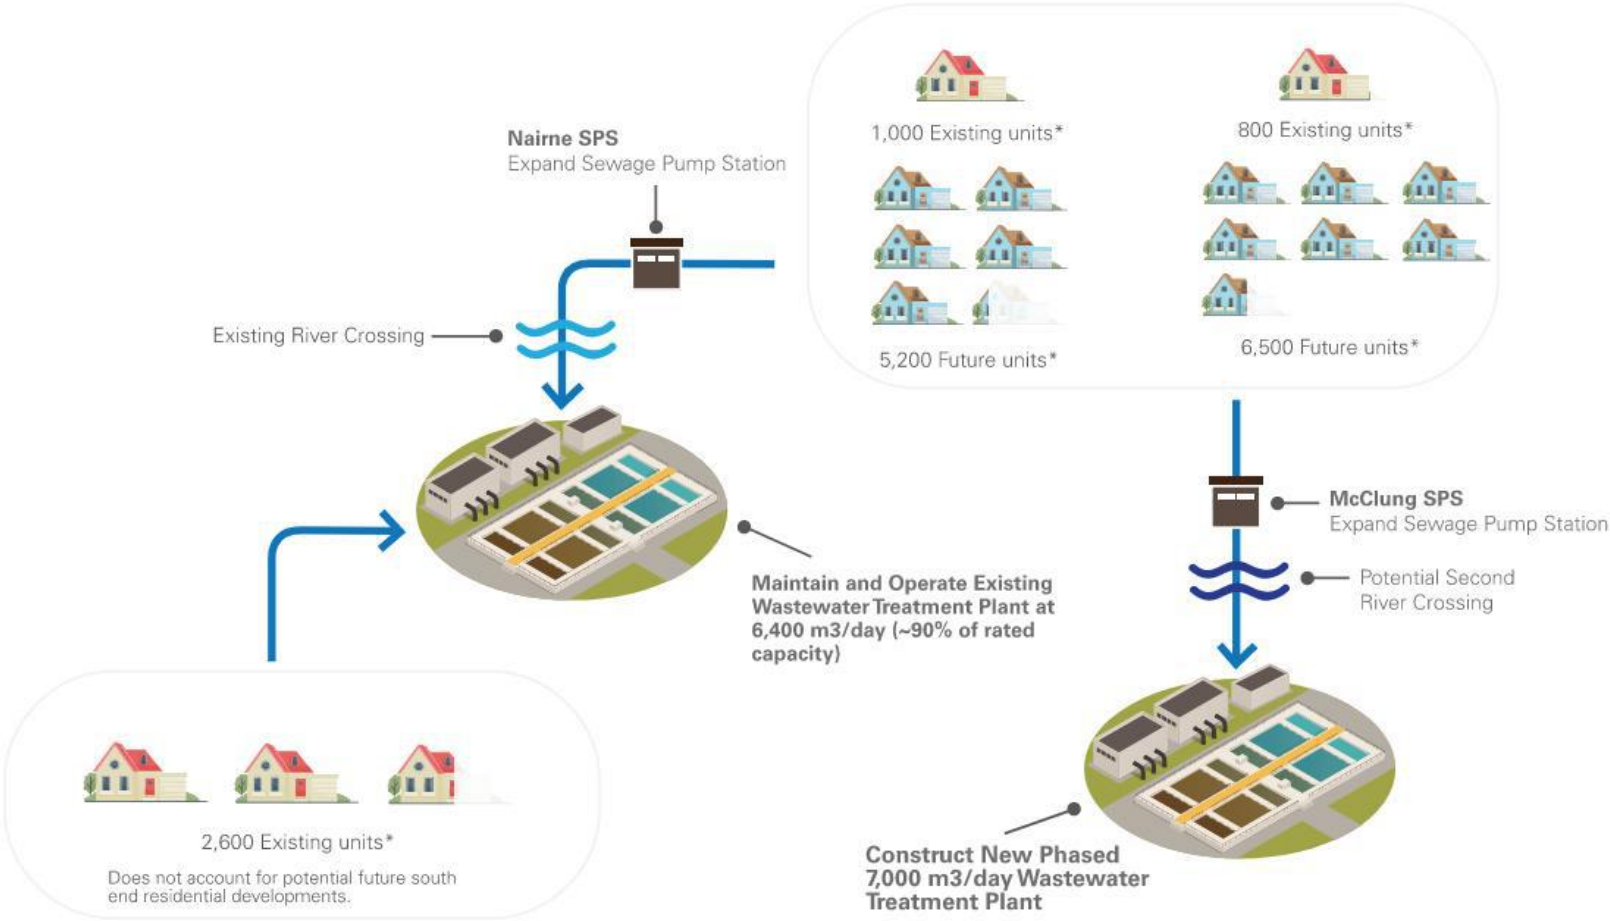 1,000 Existing units*
800 Existing units*
Nairne SPS
Expand Sewage Pump Station
Existing River Crossing
5,200 Future units*
6,500 Future units*
McClung SPS
Expand Sewage Pump Station
Potential Second
River Crossing
Maintain and Operate Existing
Wastewater Treatment Plant at
6,400 m3/day (~90% of rated
capacity)
2,600 Existing units*
Does not account for potential future south
end residential developments.
Construct New Phased
7,000 m3/day Wastewater
Treatment Plant